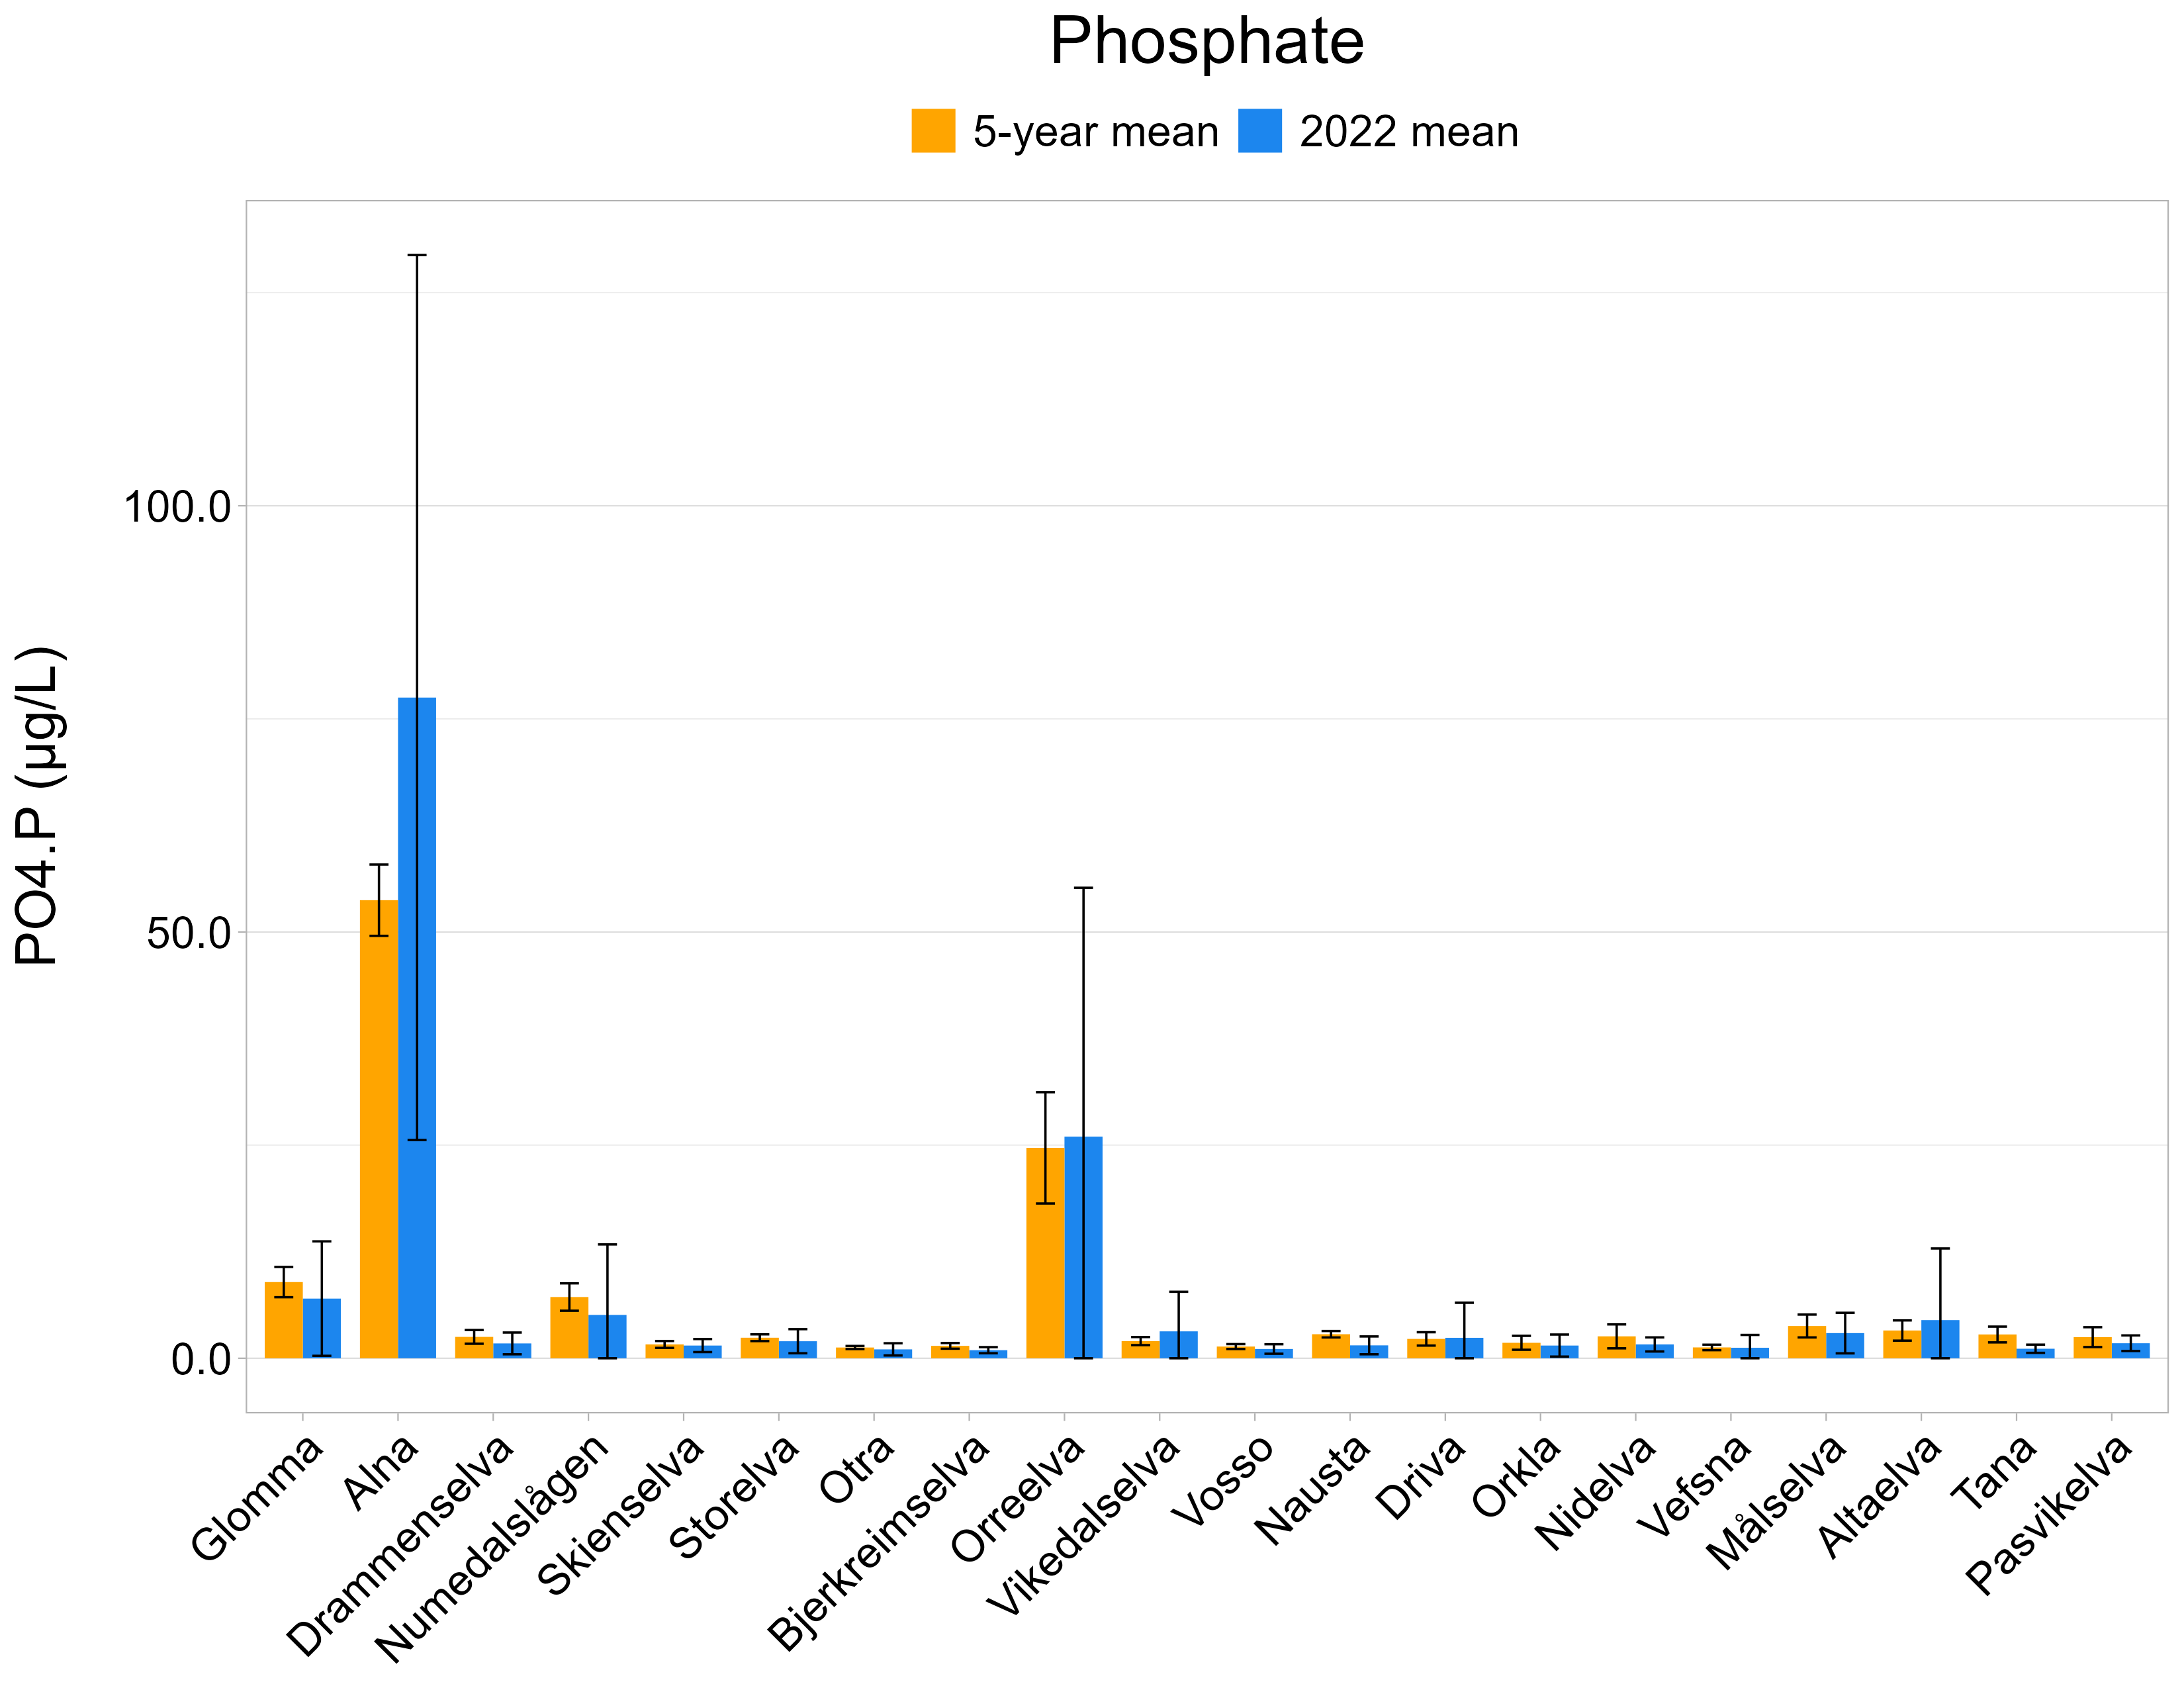 Phosphate
5-year mean 2022 mean
PO4.P (µg/L)
100.0
50.0
0.0
Glomma
Alna
Drammenselva
Numedalslågen
Skienselva
Storelva
Otra
Bjerkreimselva
Orreelva
Vikedalselva
Vosso
Nausta
Driva
Orkla
Nidelva
Vefsna
Målselva
Altaelva
Tana
Pasvikelva